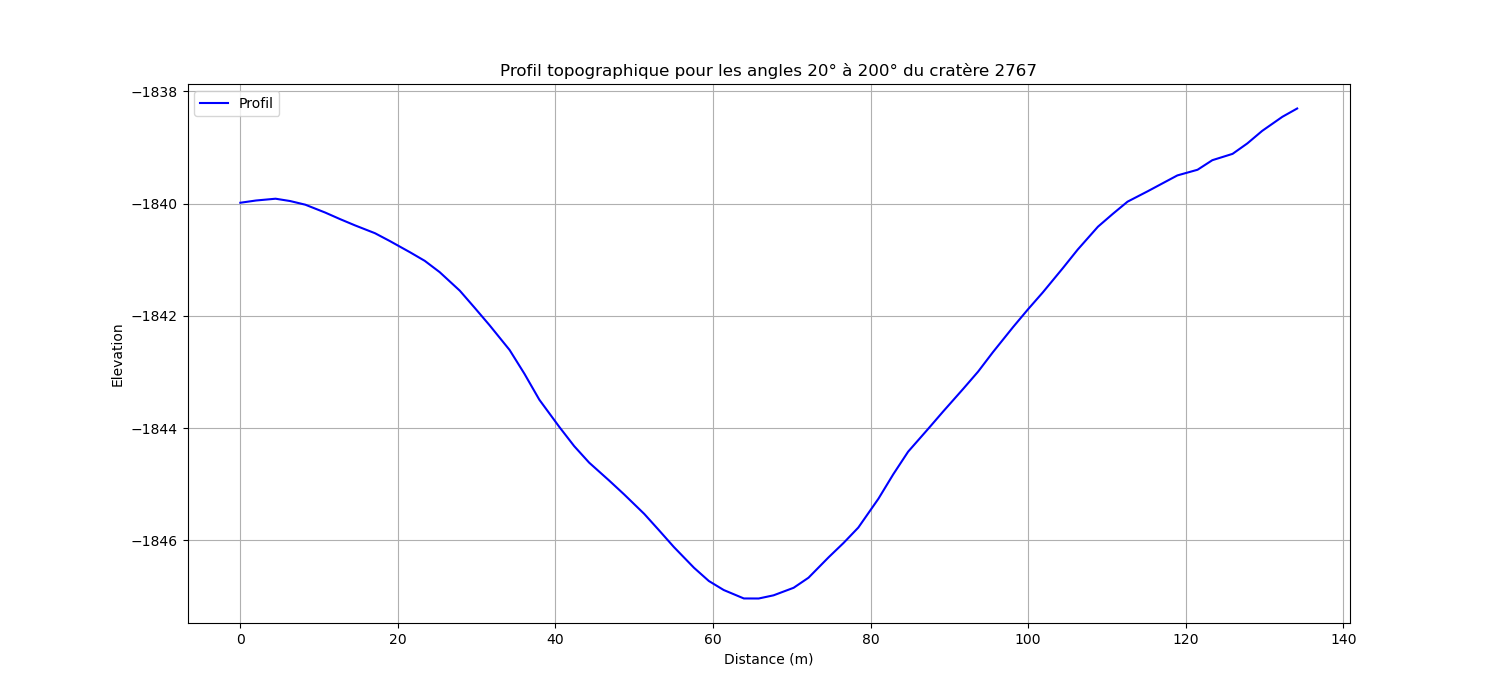 Profil topographique pour les angles 20° à 200° du cratère 2767
Profil
−1838
−1840
−1842
−1844
−1846
Elevation
0 20 40 60 80 100 120 140
Distance (m)